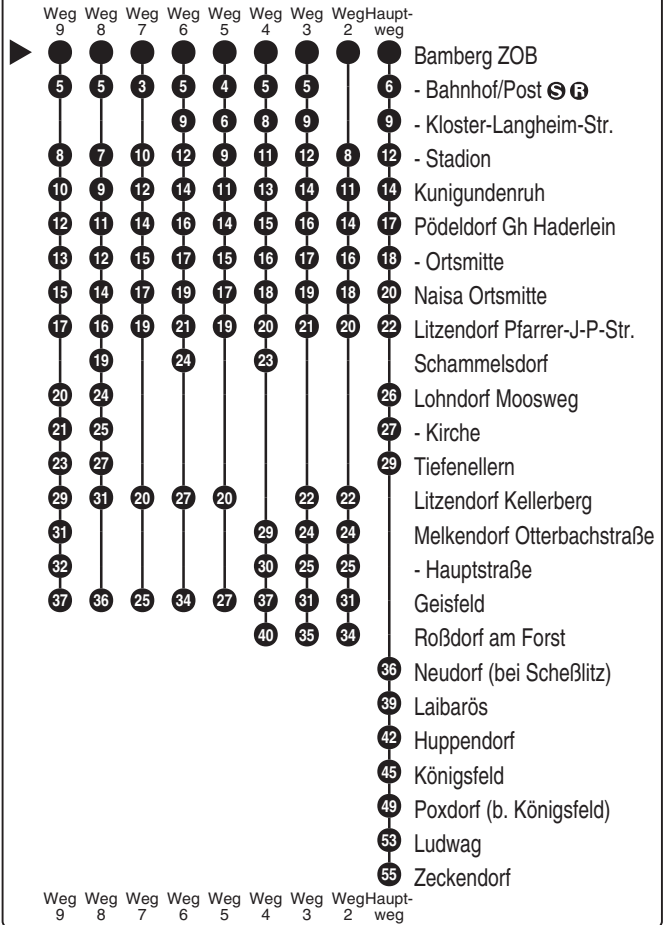 Weg 9 Weg 8 Weg 7 Weg 6 Weg 5 Weg 4 Weg 3 Weg 2 Haupt-weg
Bamberg ZOB
5 5 3 5 4 5 5 6 - Bahnhof/Post S R
9 6 8 9 9 - Kloster-Langheim-Str.
8 7 10 12 9 11 12 8 12 - Stadion
10 9 12 14 11 13 14 11 14 Kunigundenruh
12 11 14 16 14 15 16 14 17 Pödeldorf Gh Haderlein
13 12 15 17 15 16 17 16 18 - Ortsmitte
15 14 17 19 17 18 19 18 20 Naisa Ortsmitte
17 16 19 21 19 20 21 20 22 Litzendorf Pfarrer-J-P-Str.
19 24 23 Schammelsdorf
20 24 26 Lohndorf Moosweg
21 25 27 - Kirche
23 27 29 Tiefenellern
29 31 20 27 20 22 22 Litzendorf Kellerberg
31 29 24 24 Melkendorf Otterbachstraße
32 30 25 25 - Hauptstraße
37 36 25 34 27 37 31 31 Geisfeld
40 35 34 Roßdorf am Forst
36 Neudorf (bei Scheßlitz)
39 Laibarös
42 Huppendorf
45 Königsfeld
49 Poxdorf (b. Königsfeld)
53 Ludwag
55 Zeckendorf
Weg 9 Weg 8 Weg 7 Weg 6 Weg 5 Weg 4 Weg 3 Weg 2 Haupt-weg